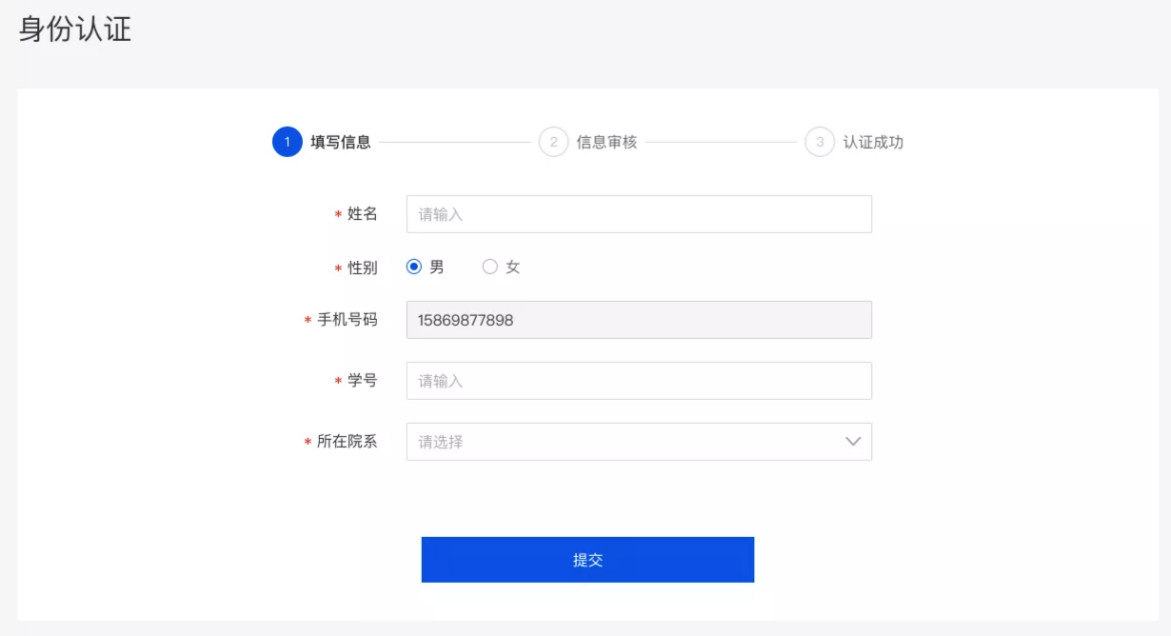 身份认证
1 填写信息 2 信息审核 3 认证成功
* 姓名 请输入
* 性别 男 女
* 手机号码 15869877898
* 学号 请输入
* 所在院系 请选择
提交